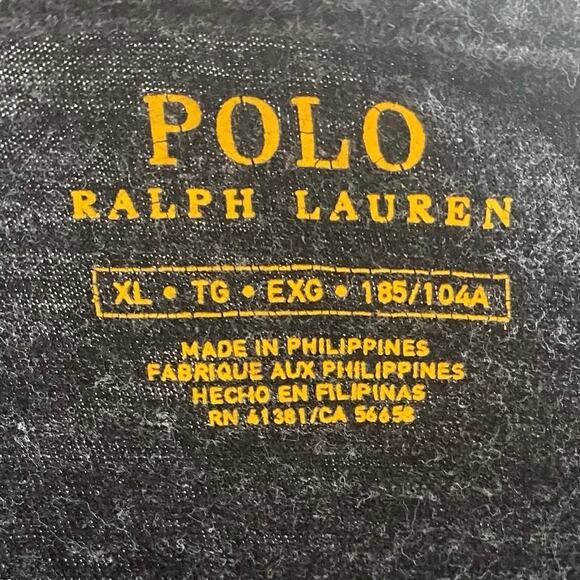 POLO
RALPH LAUREN
XL • TG • EXG • 185/104A
MADE IN PHILIPPINES
FABRIQUE AUX PHILIPPINES
HECHO EN FILIPINAS
RN 41381/CA 56658